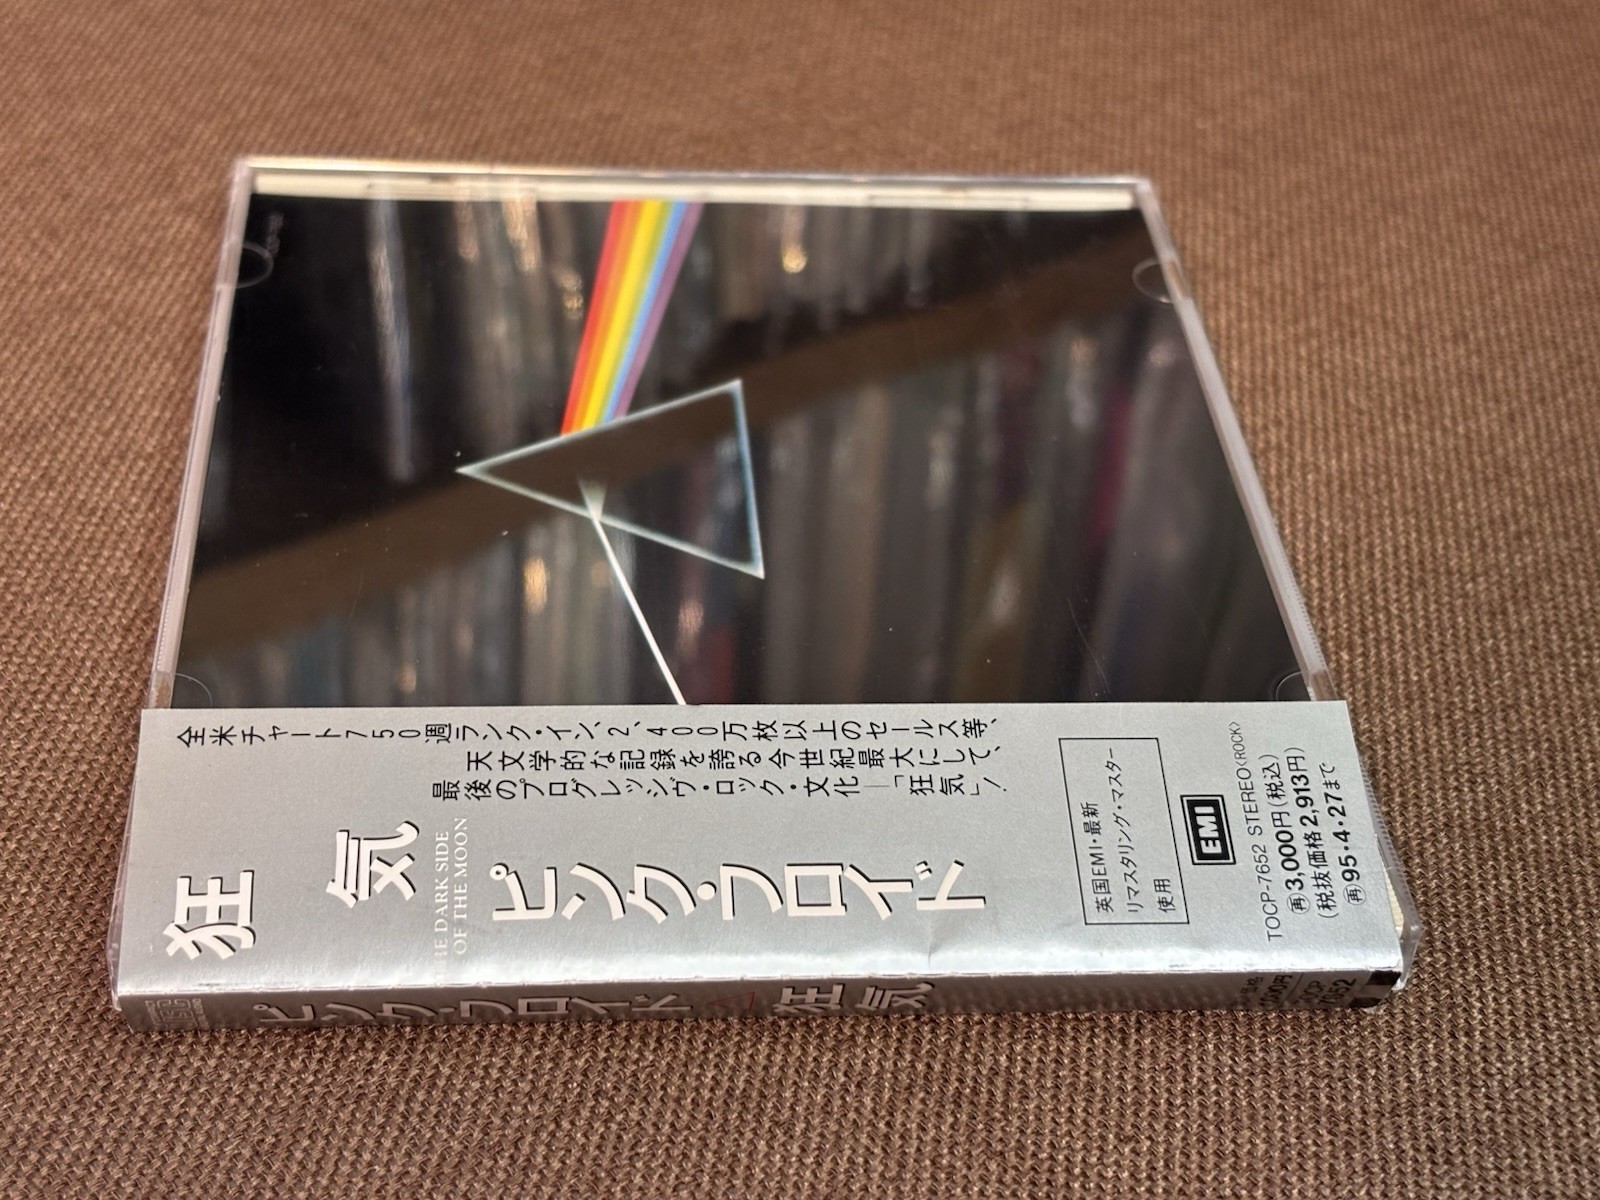 全米チャート750週ランク・イン、2、400万枚以上のセールス等、
天文学的な記録を誇る今世紀最大にして、
最後のプログレッシヴ・ロック・文化―「狂気」!
狂気
THE DARK SIDE
OF THE MOON
ピンク・フロイド
英国EMI・最新
リマスタリング・マスター
使用
EMI
TOCP-7652 STEREO〈ROCK〉
㊞3,000円(税込)
(税抜価格2,913円)
95・4・27まで
ピンク・フロイド 狂気
TOCP
7652